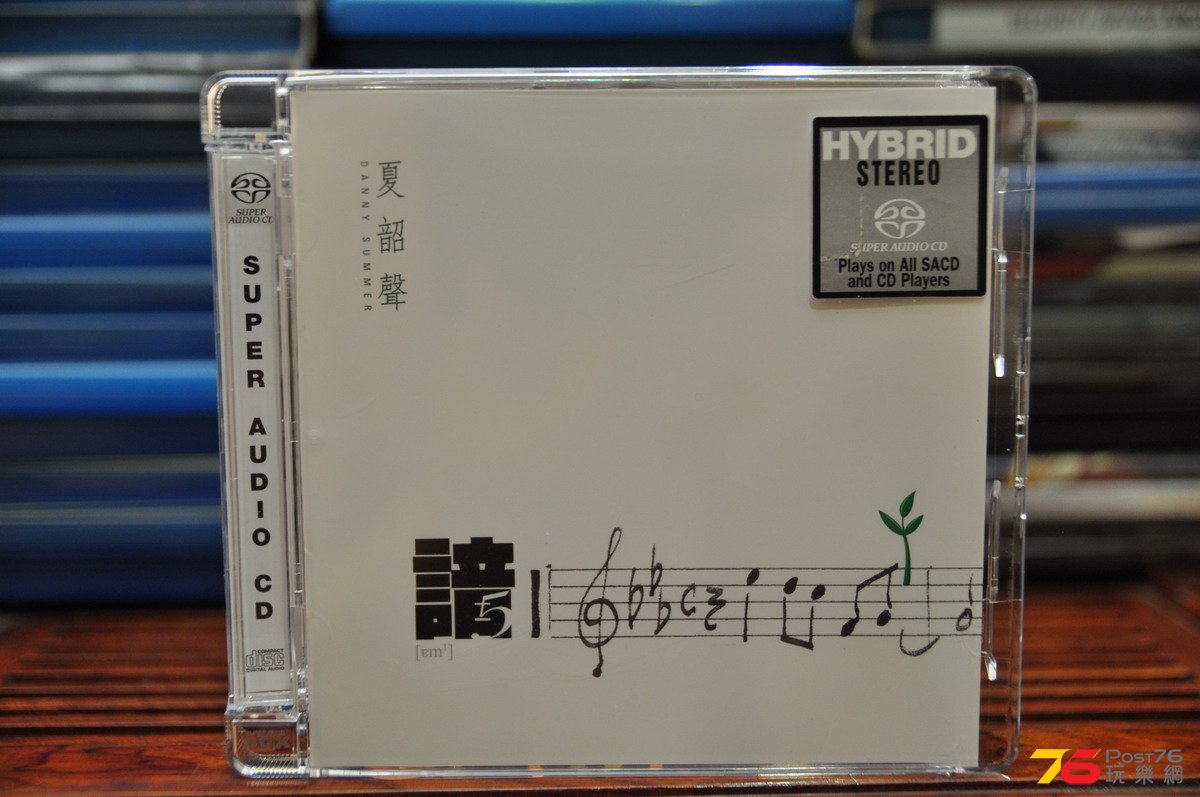 SUPER
AUDIO CD
SUPER AUDIO CD
COMPACT
disc
DIGITAL AUDIO
夏韶聲
DANNY SUMMER
HYBRID
STEREO
SUPER AUDIO CD
Plays on All SACD
and CD Players
諳
5
[ɐm']
76 Post76
玩樂網